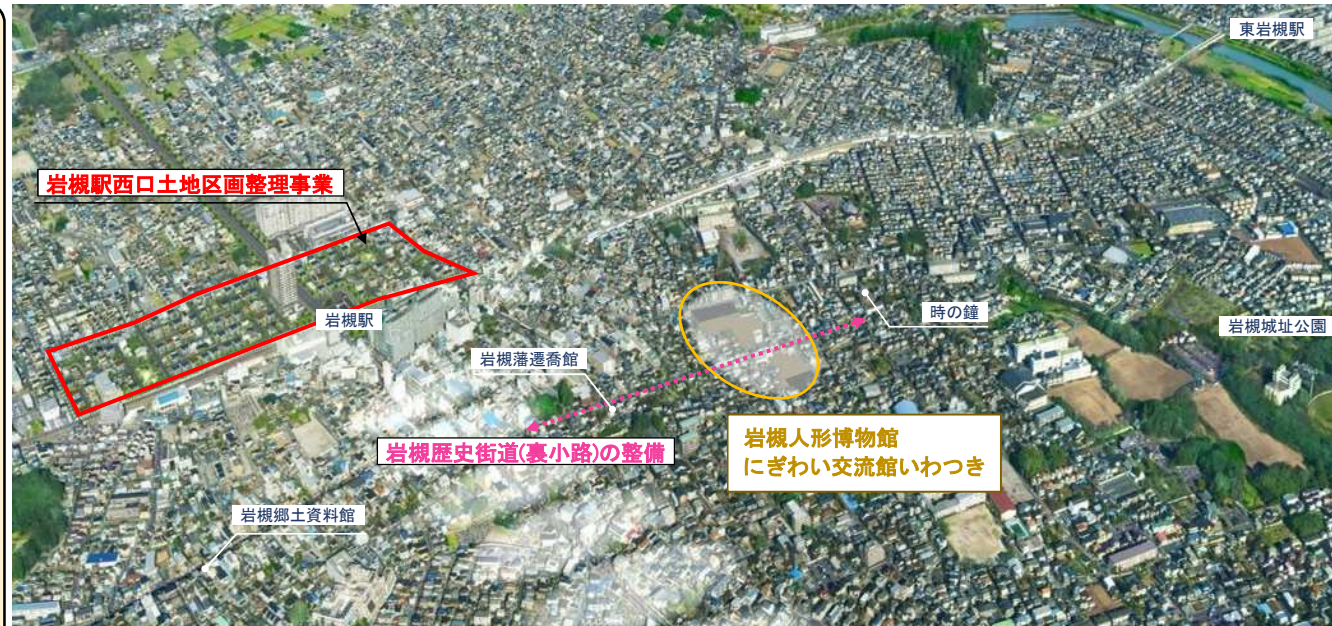 東岩槻駅
岩槻駅西口土地区画整理事業
岩槻駅
時の鐘
岩槻城址公園
岩槻藩遷喬館
岩槻歴史街道(裏小路)の整備
岩槻人形博物館
にぎわい交流館いわつき
岩槻郷土資料館